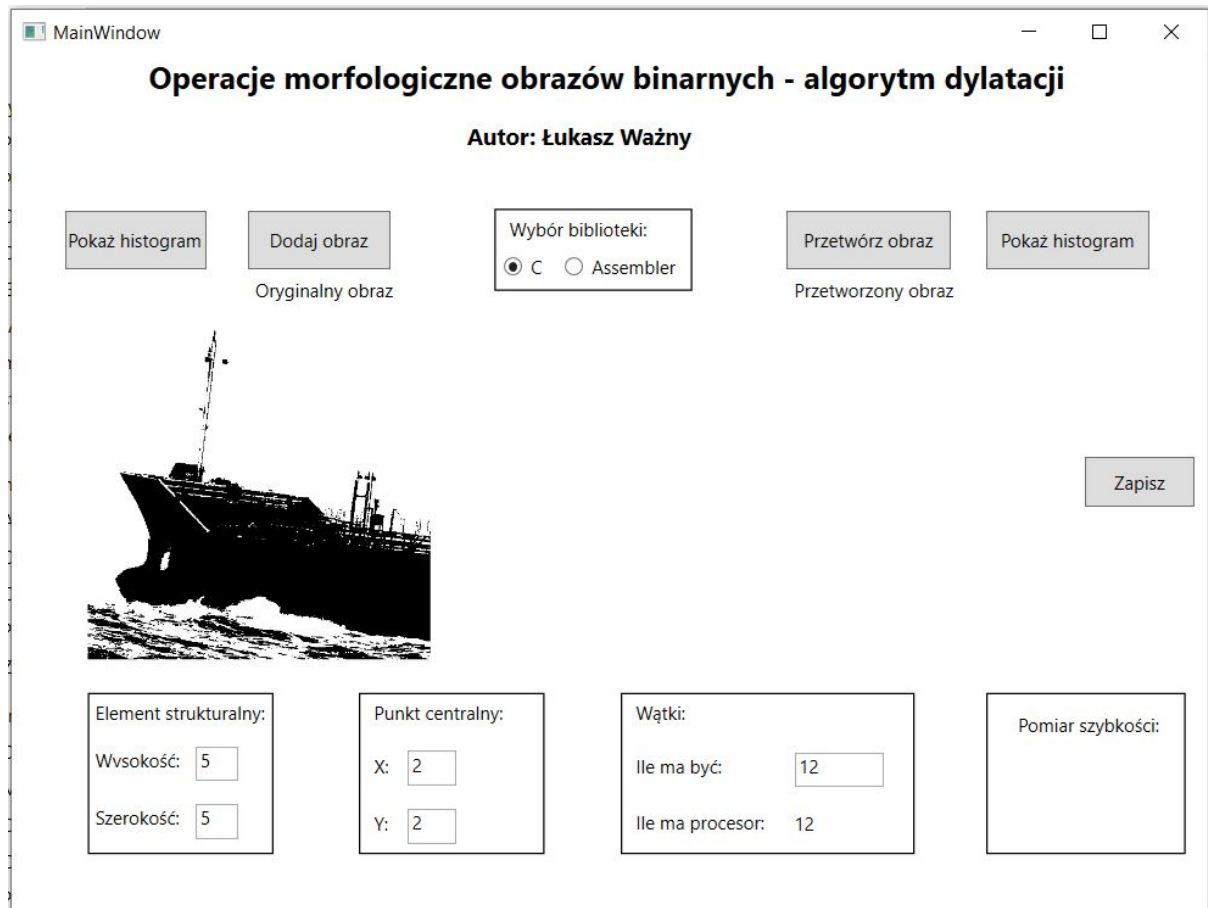 MainWindow
Operacje morfologiczne obrazów binarnych - algorytm dylatacji
Autor: Łukasz Ważny
Pokaż histogram
Dodaj obraz
Wybór biblioteki:
C Assembler
Przetwórz obraz
Pokaż histogram
Oryginalny obraz
Przetworzony obraz
Zapisz
Element strukturalny:
Wysokość: 5
Szerokość: 5
Punkt centralny:
X: 2
Y: 2
Wątki:
Ile ma być: 12
Ile ma procesor: 12
Pomiar szybkości: